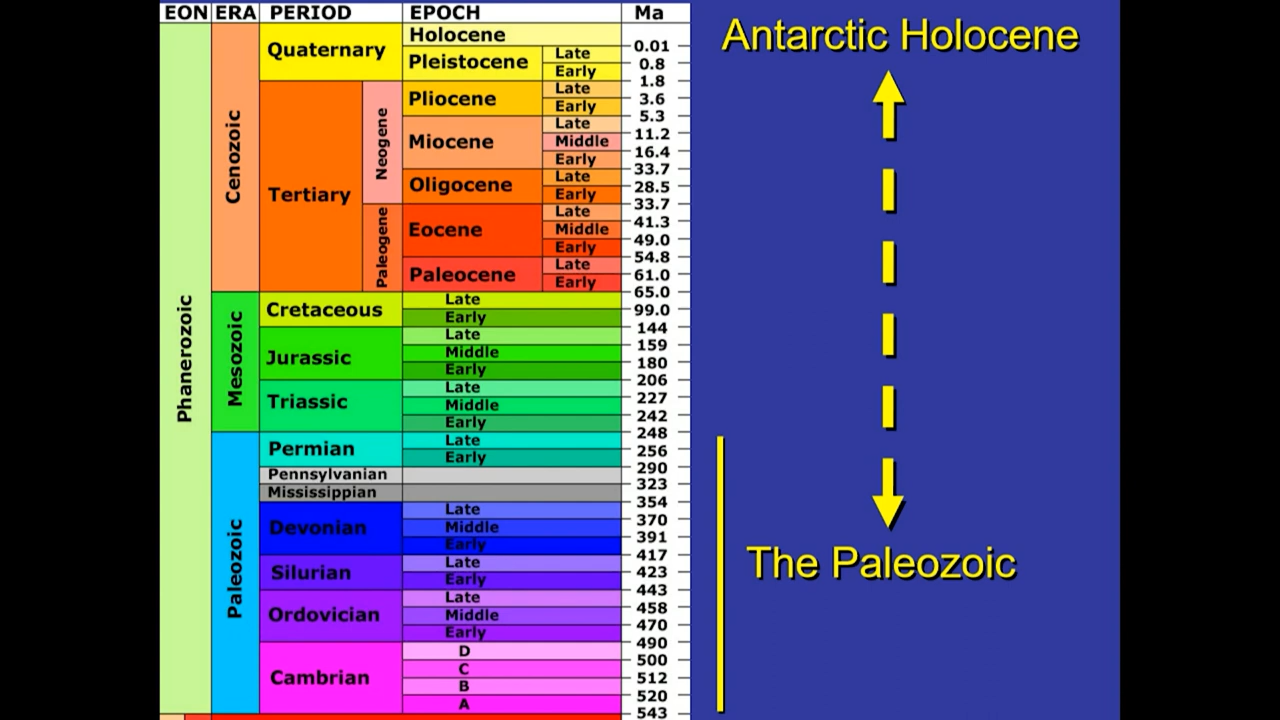 EON ERA PERIOD EPOCH Ma
Phanerozoic
Cenozoic
Quaternary
Holocene
0.01
Pleistocene
Late
0.8
Early
1.8
Tertiary
Neogene
Pliocene
Late
3.6
Early
5.3
Miocene
Late
11.2
Middle
16.4
Early
33.7
Oligocene
Late
28.5
Early
33.7
Paleogene
Eocene
Late
41.3
Middle
49.0
Early
54.8
Paleocene
Late
61.0
Early
65.0
Mesozoic
Cretaceous
Late
99.0
Early
144
Jurassic
Late
159
Middle
180
Early
206
Triassic
Late
227
Middle
242
Early
248
Paleozoic
Permian
Late
256
Early
290
Pennsylvanian
323
Mississippian
354
Devonian
Late
370
Middle
391
Early
417
Silurian
Late
423
Early
443
Ordovician
Late
458
Middle
470
Early
490
Cambrian
D
500
C
512
B
520
A
543
Antarctic Holocene
The Paleozoic